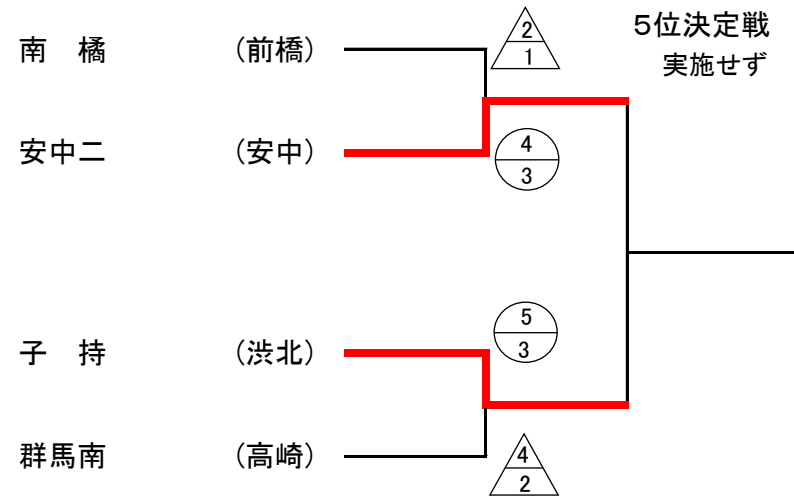 5位決定戦
実施せず
南　橘　（前橋）
2
1
安中二　（安中）
4
3
子　持　（渋北）
5
3
群馬南　（高崎）
4
2